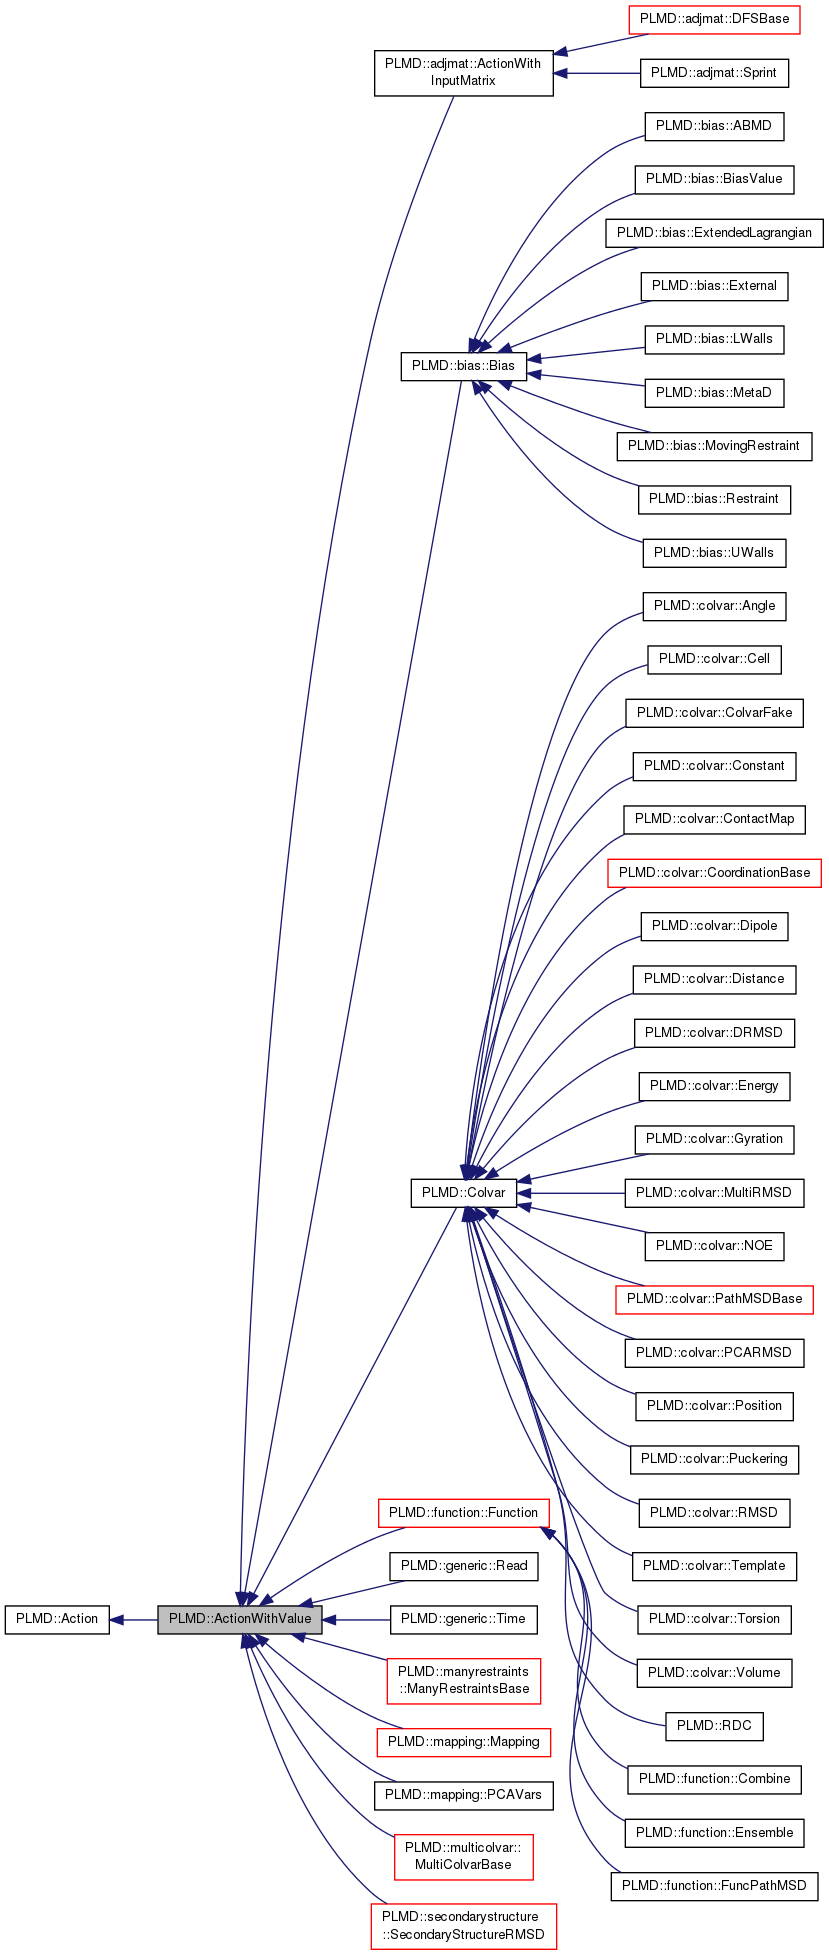 PLMD::adjmat::DFSBase
PLMD::adjmat::ActionWith
InputMatrix
PLMD::adjmat::Sprint
PLMD::bias::ABMD
PLMD::bias::BiasValue
PLMD::bias::ExtendedLagrangian
PLMD::bias::External
PLMD::bias::LWalls
PLMD::bias::Bias
PLMD::bias::MetaD
PLMD::bias::MovingRestraint
PLMD::bias::Restraint
PLMD::bias::UWalls
PLMD::colvar::Angle
PLMD::colvar::Cell
PLMD::colvar::ColvarFake
PLMD::colvar::Constant
PLMD::colvar::ContactMap
PLMD::colvar::CoordinationBase
PLMD::colvar::Dipole
PLMD::colvar::Distance
PLMD::colvar::DRMSD
PLMD::colvar::Energy
PLMD::colvar::Gyration
PLMD::Colvar
PLMD::colvar::MultiRMSD
PLMD::colvar::NOE
PLMD::colvar::PathMSDBase
PLMD::colvar::PCARMSD
PLMD::colvar::Position
PLMD::colvar::Puckering
PLMD::function::Function
PLMD::colvar::RMSD
PLMD::generic::Read
PLMD::colvar::Template
PLMD::Action
PLMD::ActionWithValue
PLMD::generic::Time
PLMD::colvar::Torsion
PLMD::manyrestraints
::ManyRestraintsBase
PLMD::colvar::Volume
PLMD::RDC
PLMD::mapping::Mapping
PLMD::function::Combine
PLMD::mapping::PCAVars
PLMD::function::Ensemble
PLMD::multicolvar::
MultiColvarBase
PLMD::function::FuncPathMSD
PLMD::secondarystructure
::SecondaryStructureRMSD